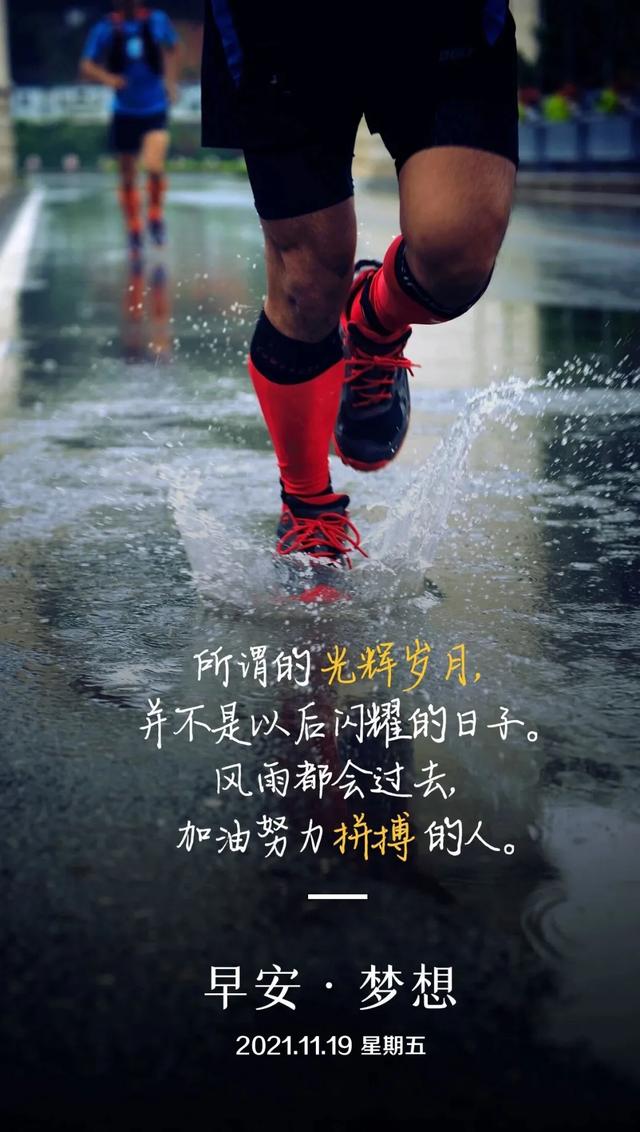 所谓的光辉岁月,
并不是以后闪耀的日子。
风雨都会过去,
加油努力拼搏的人。
早安·梦想
2021.11.19 星期五